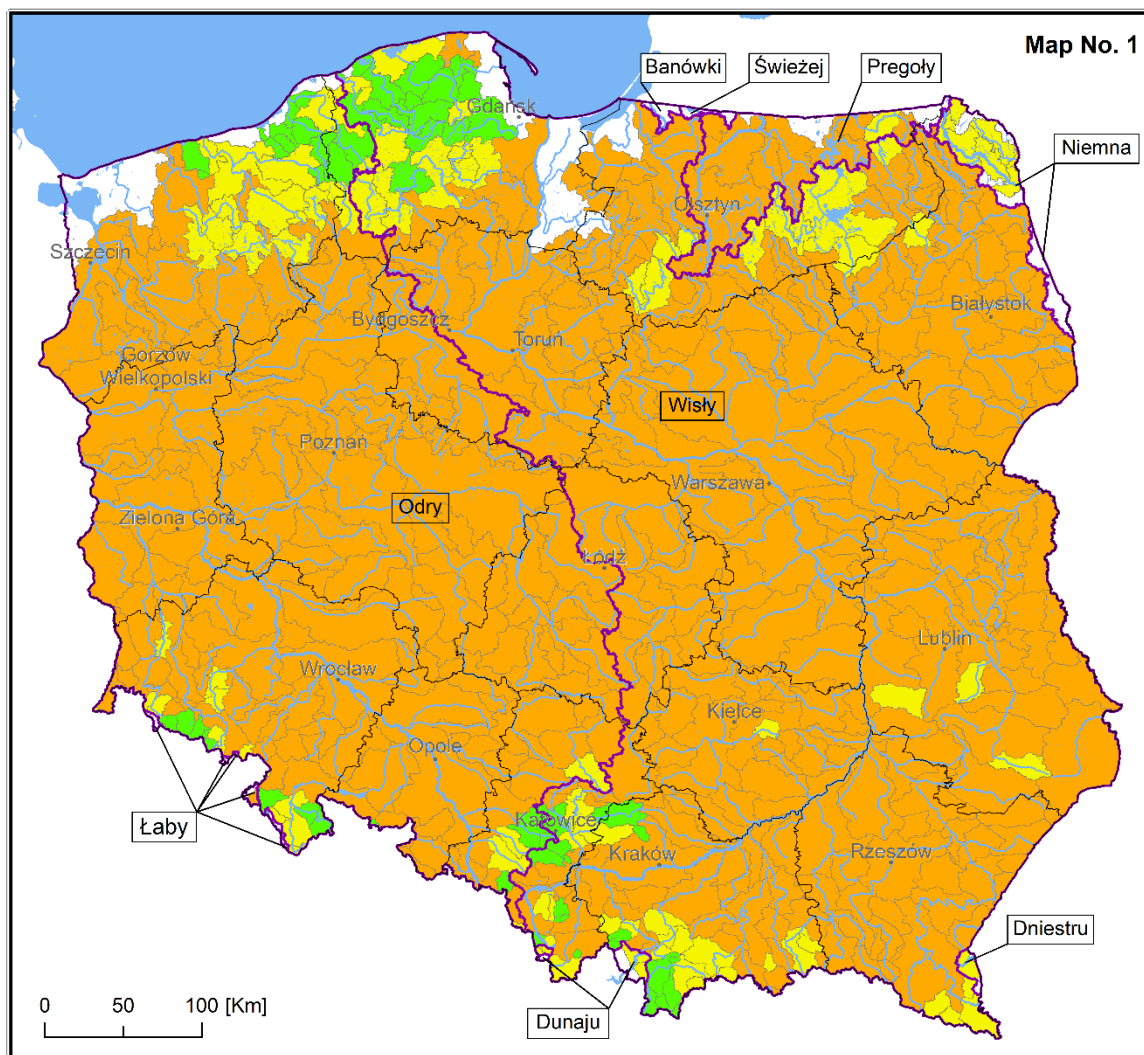 Map No. 1
Banówki
Świeżej
Pregoły
Gdańsk
Niemna
Olsztyn
Szczecin
Białystok
Bydgoszcz
Toruń
Gorzów
Wielkopolski
Wisły
Poznań
Warszawa
Odry
Zielona Góra
Łódź
Lublin
Wrocław
Kielce
Opole
Łaby
Katowice
Kraków
Rzeszów
Dniestru
0 50 100 [Km]
Dunaju